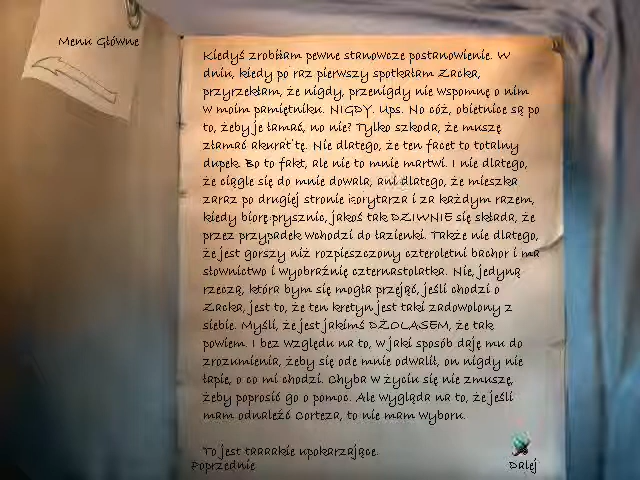 Menu Główne
Kiedyś zrobiłam pewne stanowcze postanowienie. W
dniu, kiedy po raz pierwszy spotkałam Zacka,
przyrzekłam, że nigdy, przenigdy nie wspomnę o nim
w moim pamiętniku. NIGDY. Ups. No cóż, obietnice są po
to, żeby je łamać, no nie? Tylko szkoda, że muszę
złamać akurat tę. Nie dlatego, że ten facet to totalny
dupek. Bo to fakt, ale nie to mnie martwi. I nie dlatego,
że ciągle się do mnie dowala, ani dlatego, że mieszka
zaraz po drugiej stronie korytarza i za każdym razem,
kiedy biorę prysznic, jakoś tak DZIWNIE się składa, że
przez przypadek wchodzi do łazienki. Także nie dlatego,
że jest gorszy niż rozpieszczony czteroletni bachor i ma
słownictwo i wyobraźnię czternastolatka. Nie, jedyną
rzeczą, którą bym się mogła przejąć, jeśli chodzi o
Zacka, jest to, że ten kretyn jest taki zadowolony z
siebie. Myśli, że jest jakimś DŻOLASEM, że tak
powiem. I bez względu na to, w jaki sposób daję mu do
zrozumienia, żeby się ode mnie odwalił, on nigdy nie
łapie, o co mi chodzi. Chyba w życiu się nie zmuszę,
żeby poprosić go o pomoc. Ale wygląda na to, że jeśli
mam odnaleźć Corteza, to nie mam wyboru.
To jest taaaakie upokarzające.
Poprzednie
Dalej